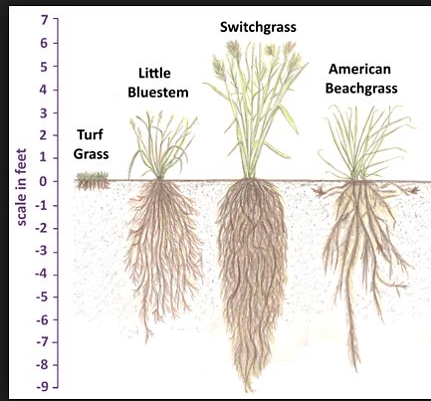 Switchgrass
Little
Bluestem
American
Beachgrass
Turf
Grass
scale in feet
7
6
5
4
3
2
1
0
-1
-2
-3
-4
-5
-6
-7
-8
-9